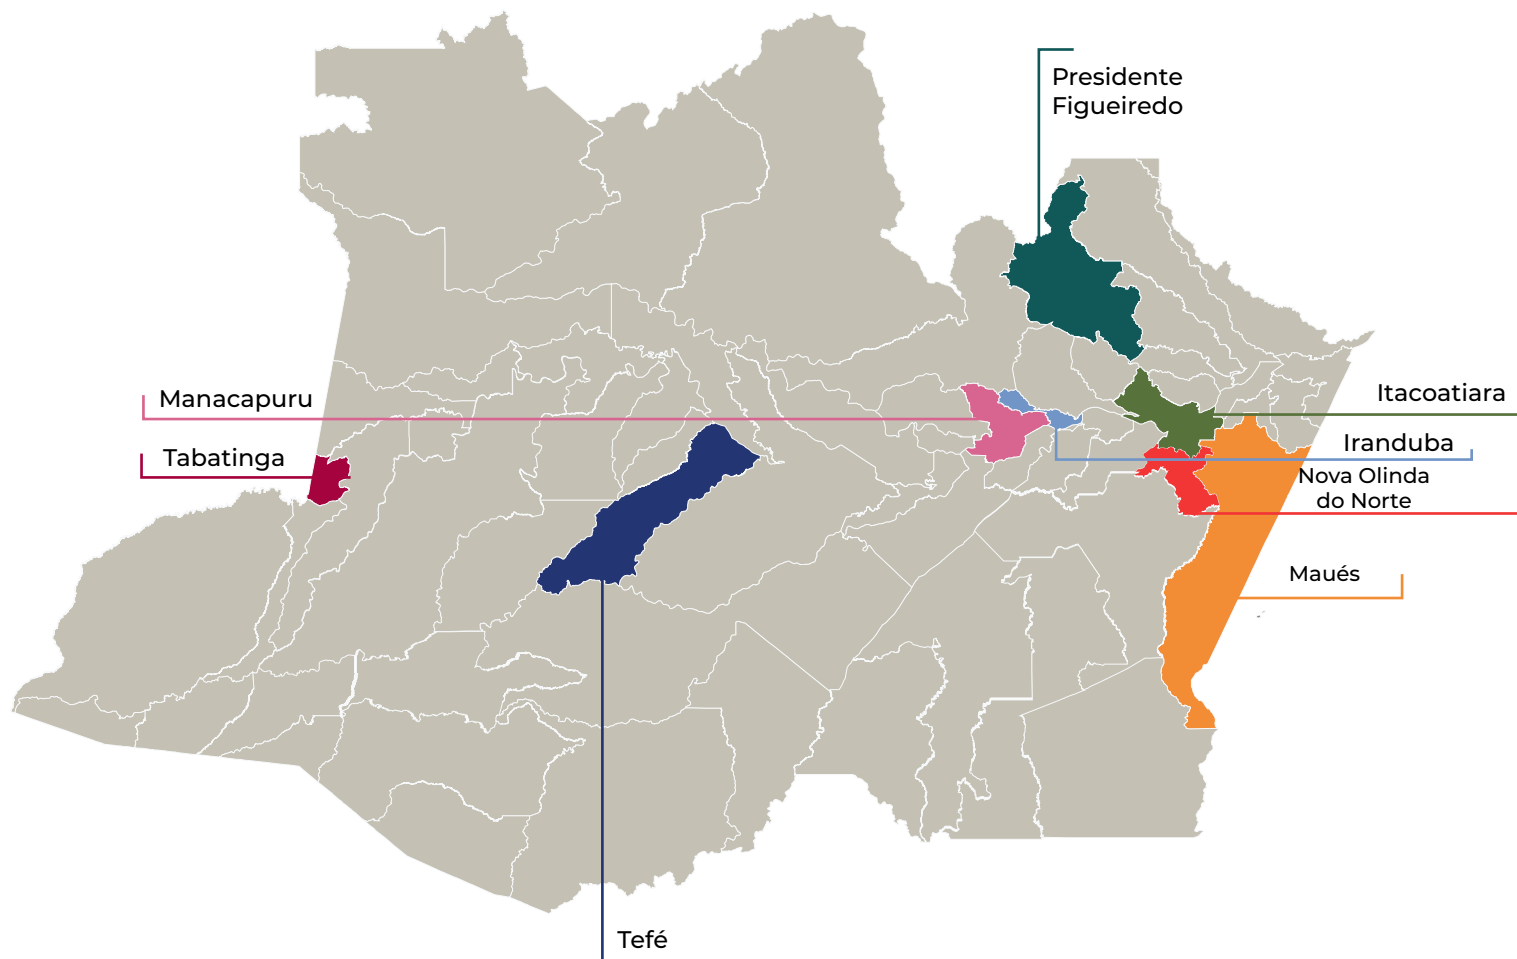 Presidente
Figueiredo
Manacapuru
Itacoatiara
Iranduba
Tabatinga
Nova Olinda
do Norte
Maués
Tefé